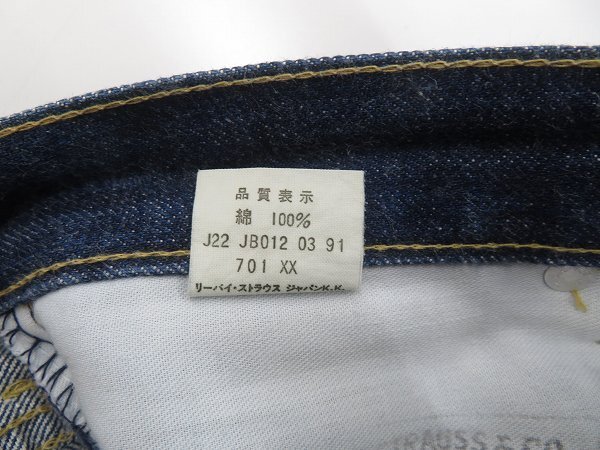 品質表示
綿 100%
J22 JB012 03 91
701 XX
リーバイ・ストラウス ジャパンK.K.
TRAUSS &